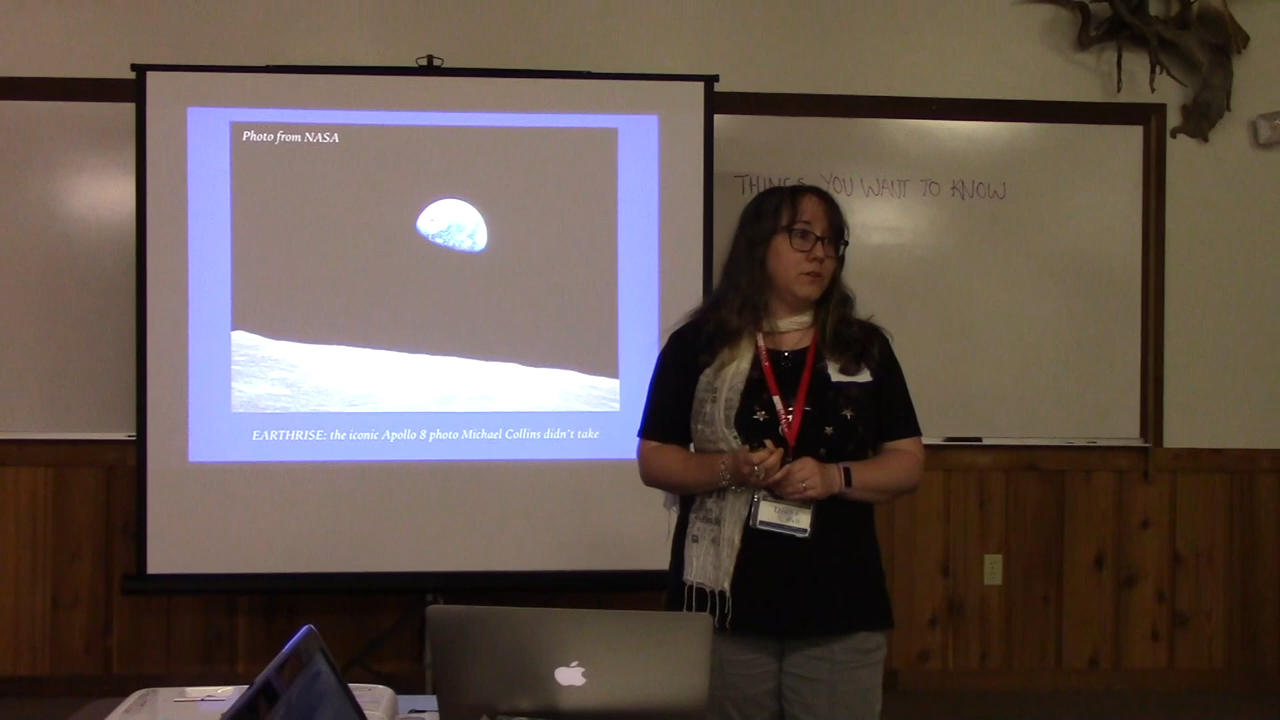 Photo from NASA
THINGS YOU WANT TO KNOW
EARTHRISE: the iconic Apollo 8 photo Michael Collins didn't take